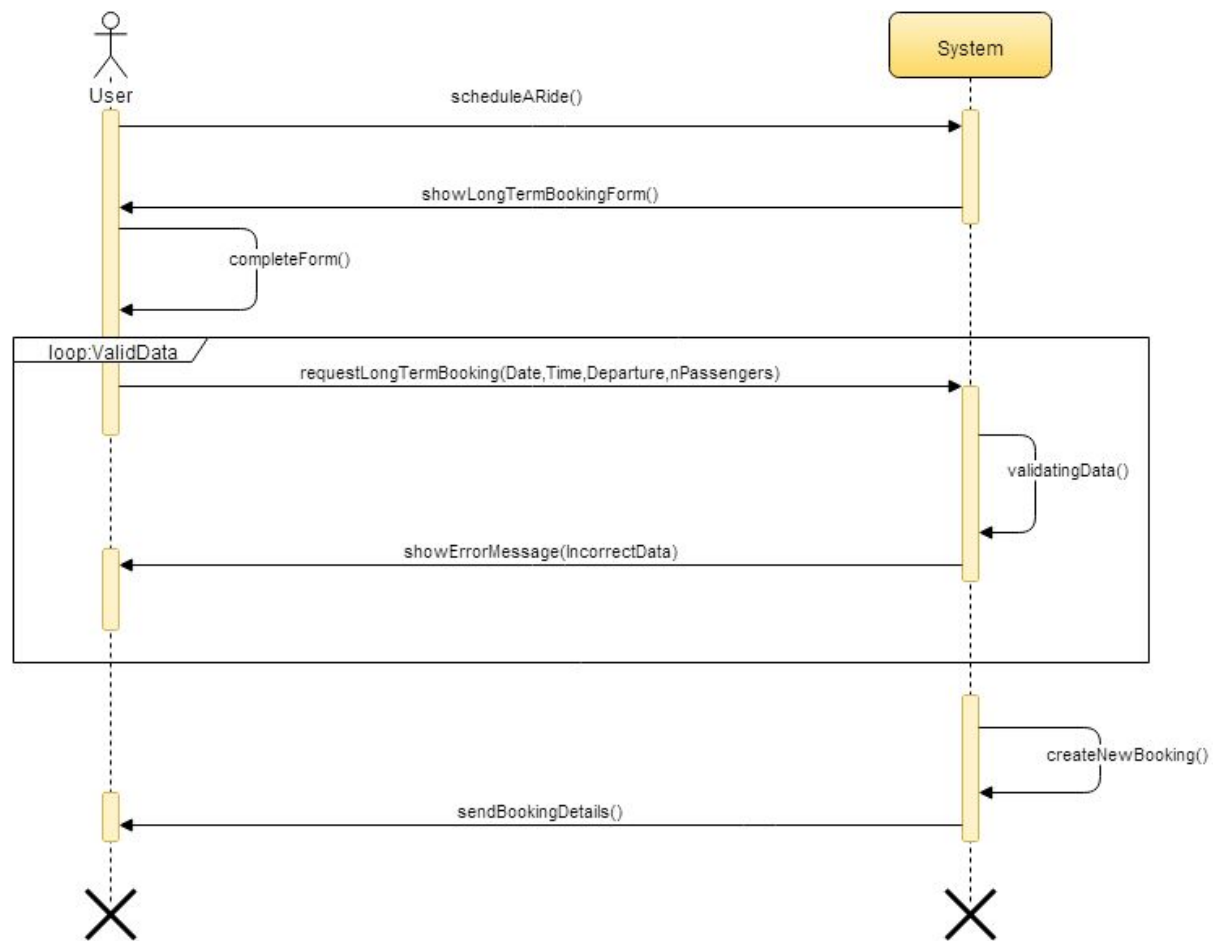 System
User
scheduleARide()
showLongTermBookingForm()
completeForm()
loop:ValidData
requestLongTermBooking(Date,Time,Departure,nPassengers)
validatingData()
showErrorMessage(IncorrectData)
createNewBooking()
sendBookingDetails()